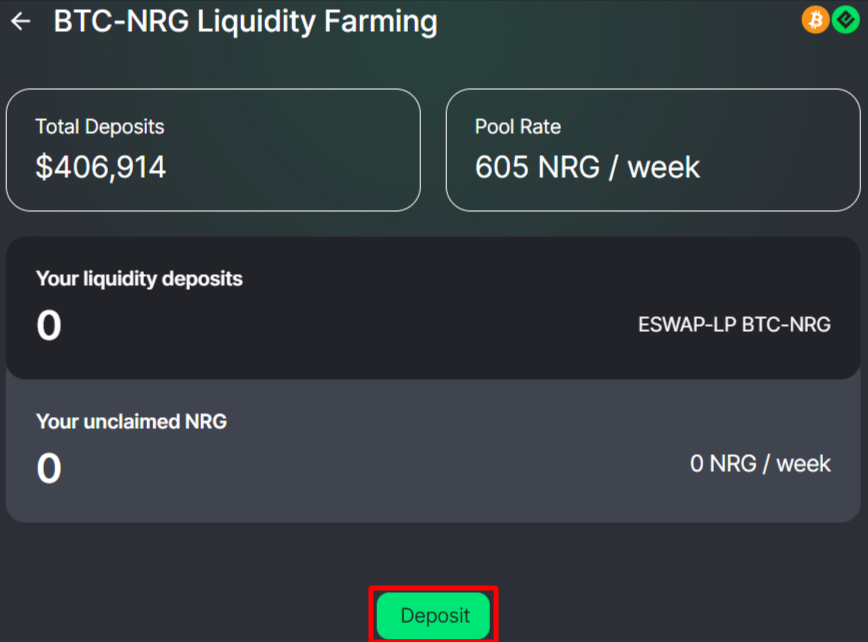 BTC-NRG Liquidity Farming
Total Deposits
$406,914
Pool Rate
605 NRG / week
Your liquidity deposits
0
ESWAP-LP BTC-NRG
Your unclaimed NRG
0
0 NRG / week
Deposit